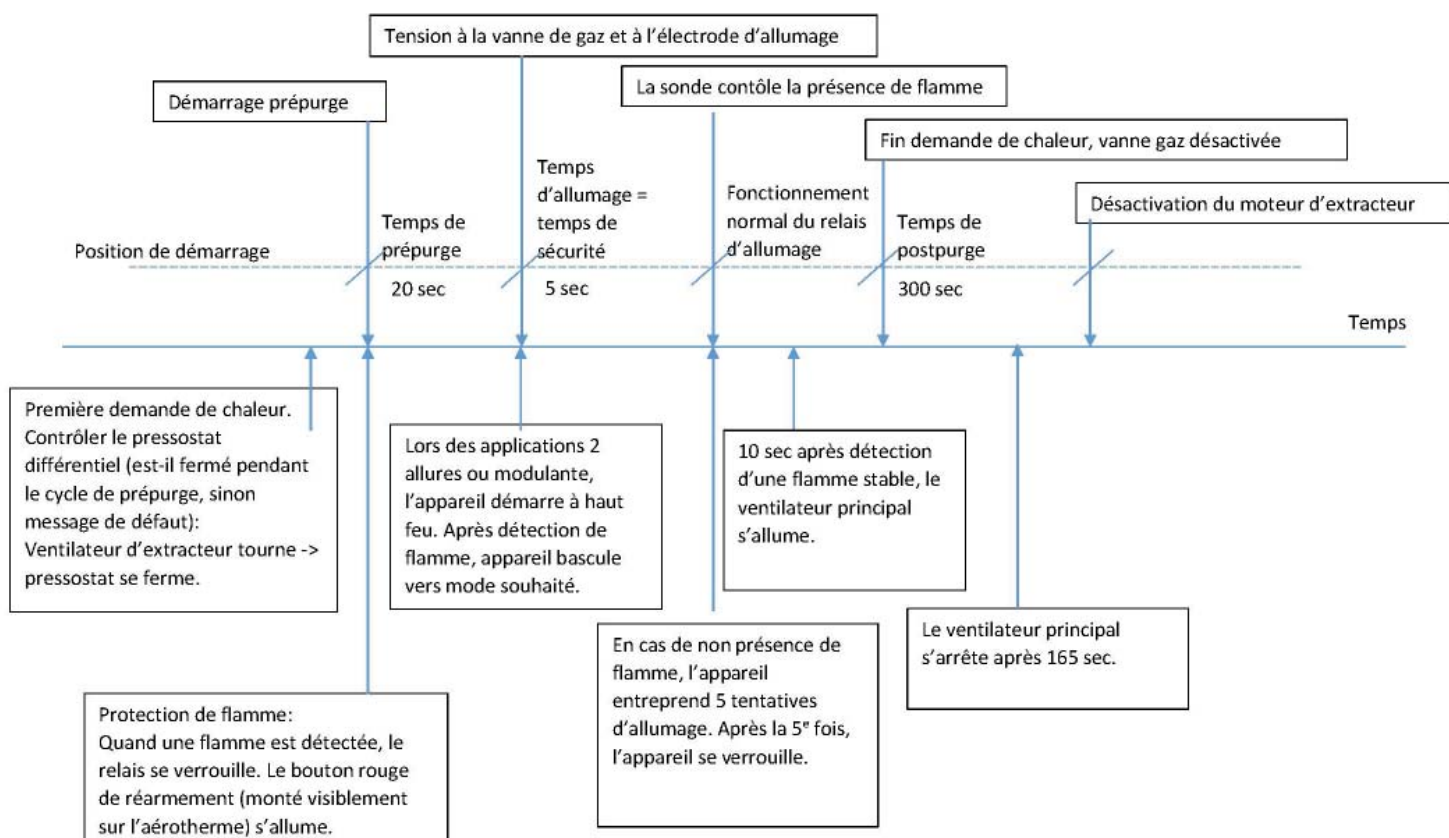 Tension à la vanne de gaz et à l'électrode d'allumage
La sonde contôle la présence de flamme
Démarrage prépurge
Fin demande de chaleur, vanne gaz désactivée
Désactivation du moteur d'extracteur
Position de démarrage
Temps de
prépurge
20 sec
Temps
d'allumage =
temps de
sécurité
5 sec
Fonctionnement
normal du relais
d'allumage
Temps de
postpurge
300 sec
Temps
Première demande de chaleur.
Contrôler le pressostat
différentiel (est-il fermé pendant
le cycle de prépurge, sinon
message de défaut):
Ventilateur d'extracteur tourne ->
pressostat se ferme.
Lors des applications 2
allures ou modulante,
l'appareil démarre à haut
feu. Après détection de
flamme, appareil bascule
vers mode souhaité.
10 sec après détection
d'une flamme stable, le
ventilateur principal
s'allume.
Le ventilateur principal
s'arrête après 165 sec.
En cas de non présence de
flamme, l'appareil
entreprend 5 tentatives
d'allumage. Après la 5e fois,
l'appareil se verrouille.
Protection de flamme:
Quand une flamme est détectée, le
relais se verrouille. Le bouton rouge
de réarmement (monté visiblement
sur l'aérotherme) s'allume.